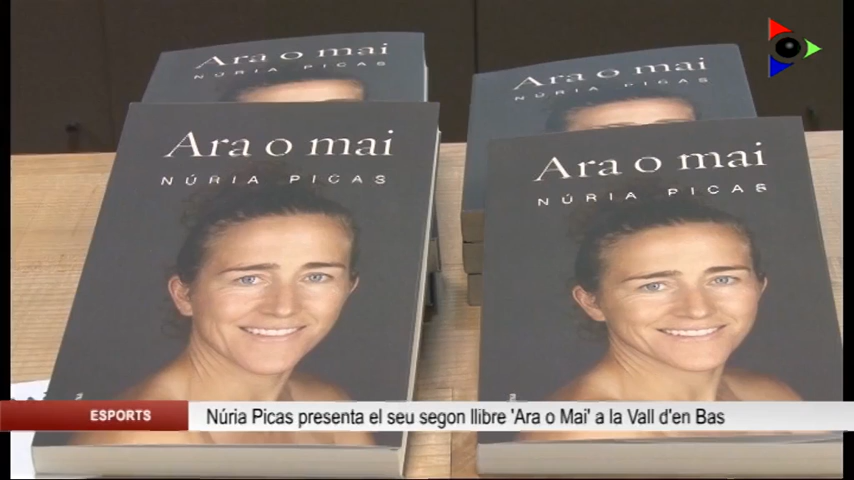 Ara o mai
NÚRIA PICAS
Ara o mai
NÚRIA PICAS
Ara o mai
NÚRIA PICAS
Ara o mai
NÚRIA PICAS
ESPORTS
Núria Picas presenta el seu segon llibre 'Ara o Mai' a la Vall d'en Bas